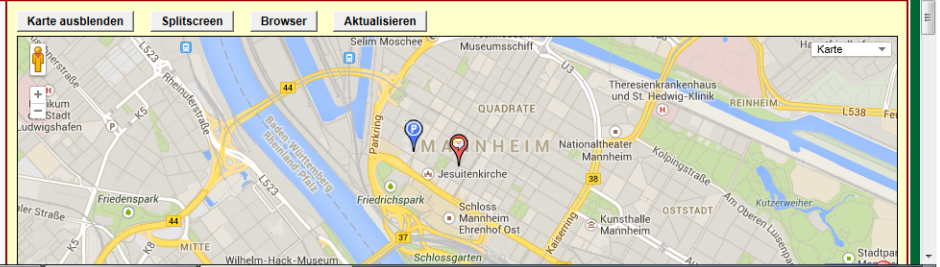 Karte ausblenden
Splitscreen
Browser
Aktualisieren
Selim Moschee
Museumsschiff
Karte
L523
U3
Theresienkrankenhaus
und St. Hedwig-Klinik
44
Rheinuferstraße
K5
Klinikum
Stadt
Ludwigshafen
P
H
QUADRATE
REINHEIM
L538
Parkring
Baden-Württemberg
Rheinland-Pfalz
P
MANNHEIM
Nationaltheater
Mannheim
Jesuitenkirche
Kolpingstraße
38
L523
Friedenspark
Friedrichspark
Schloss
Mannheim
Ehrenhof Ost
Kaiserring
Kunsthalle
Mannheim
OSTSTADT
Am Oberen Luisenpark
Kutzerweiher
44
K5
K8
MITTE
37
Wilhelm-Hack-Museum
Schlossgarten